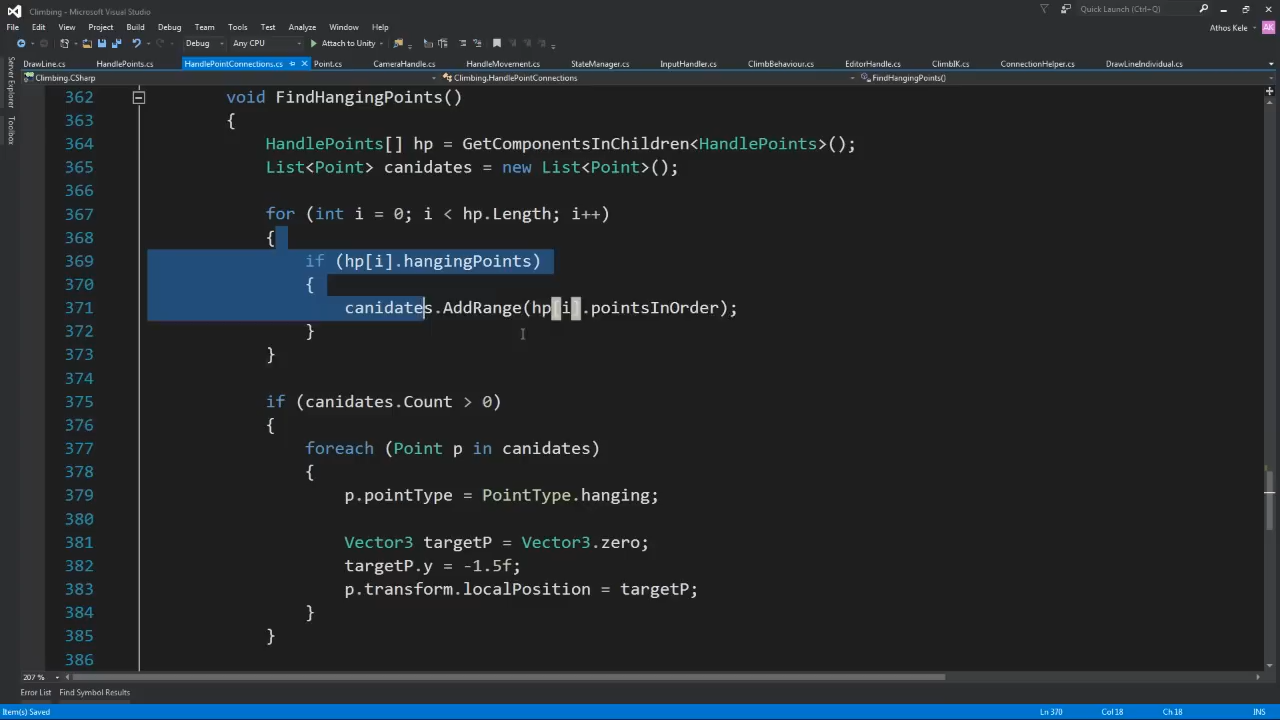 Climbing - Microsoft Visual Studio
Quick Launch (Ctrl+Q)
File Edit View Project Build Debug Team Tools Test Analyze Window Help
Athos Kele
AK
Debug Any CPU Attach to Unity
DrawLine.cs HandlePoints.cs HandlePointConnections.cs Point.cs CameraHandle.cs HandleMovement.cs StateManager.cs InputHandler.cs ClimbBehaviour.cs EditorHandle.cs ClimbIK.cs ConnectionHelper.cs DrawLineIndividual.cs
Climbing.CSharp Climbing.HandlePointConnections FindHangingPoints()
Server Explorer
Toolbox
362 void FindHangingPoints()
363 {
364 HandlePoints[] hp = GetComponentsInChildren<HandlePoints>();
365 List<Point> canidates = new List<Point>();
366
367 for (int i = 0; i < hp.Length; i++)
368 {
369 if (hp[i].hangingPoints)
370 {
371 canidates.AddRange(hp[i].pointsInOrder);
372 }
373 }
374
375 if (canidates.Count > 0)
376 {
377 foreach (Point p in canidates)
378 {
379 p.pointType = PointType.hanging;
380
381 Vector3 targetP = Vector3.zero;
382 targetP.y = -1.5f;
383 p.transform.localPosition = targetP;
384 }
385 }
386
207 %
Error List Find Symbol Results
Item(s) Saved Ln 370 Col 18 Ch 18 INS